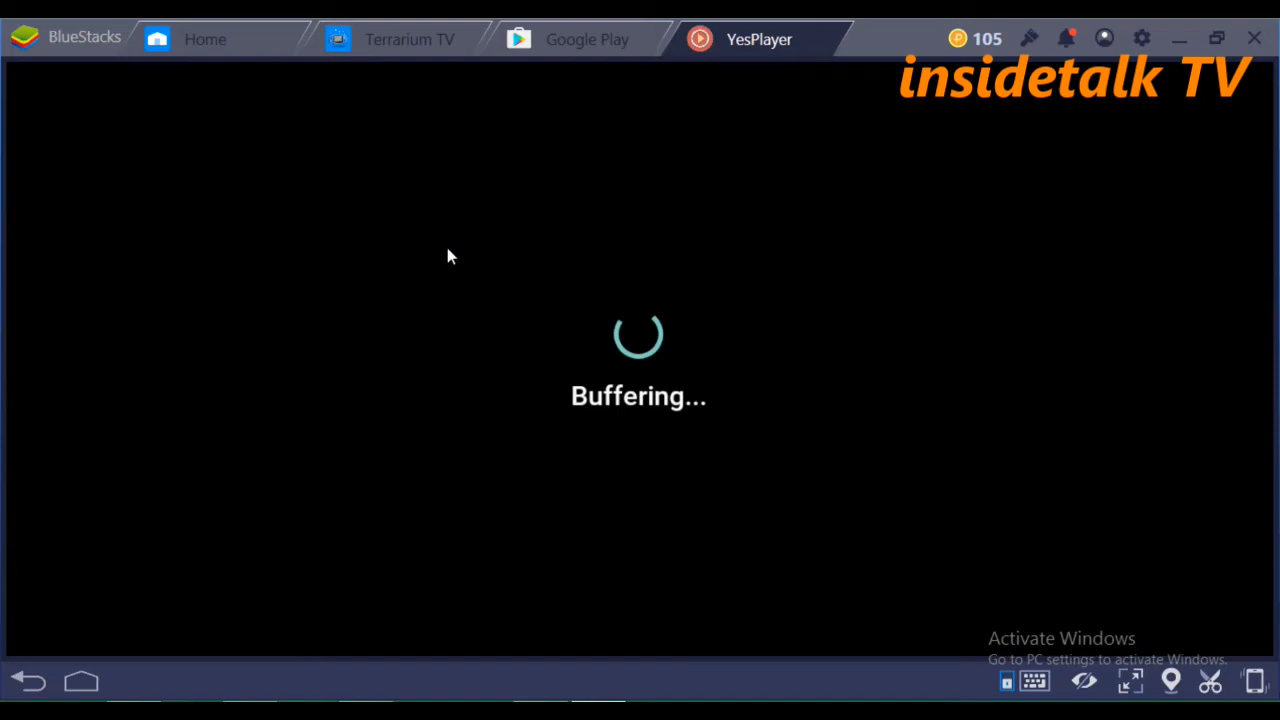 BlueStacks
Home
Terrarium TV
Google Play
YesPlayer
105
insidetalk TV
Buffering...
Activate Windows
Go to PC settings to activate Windows.